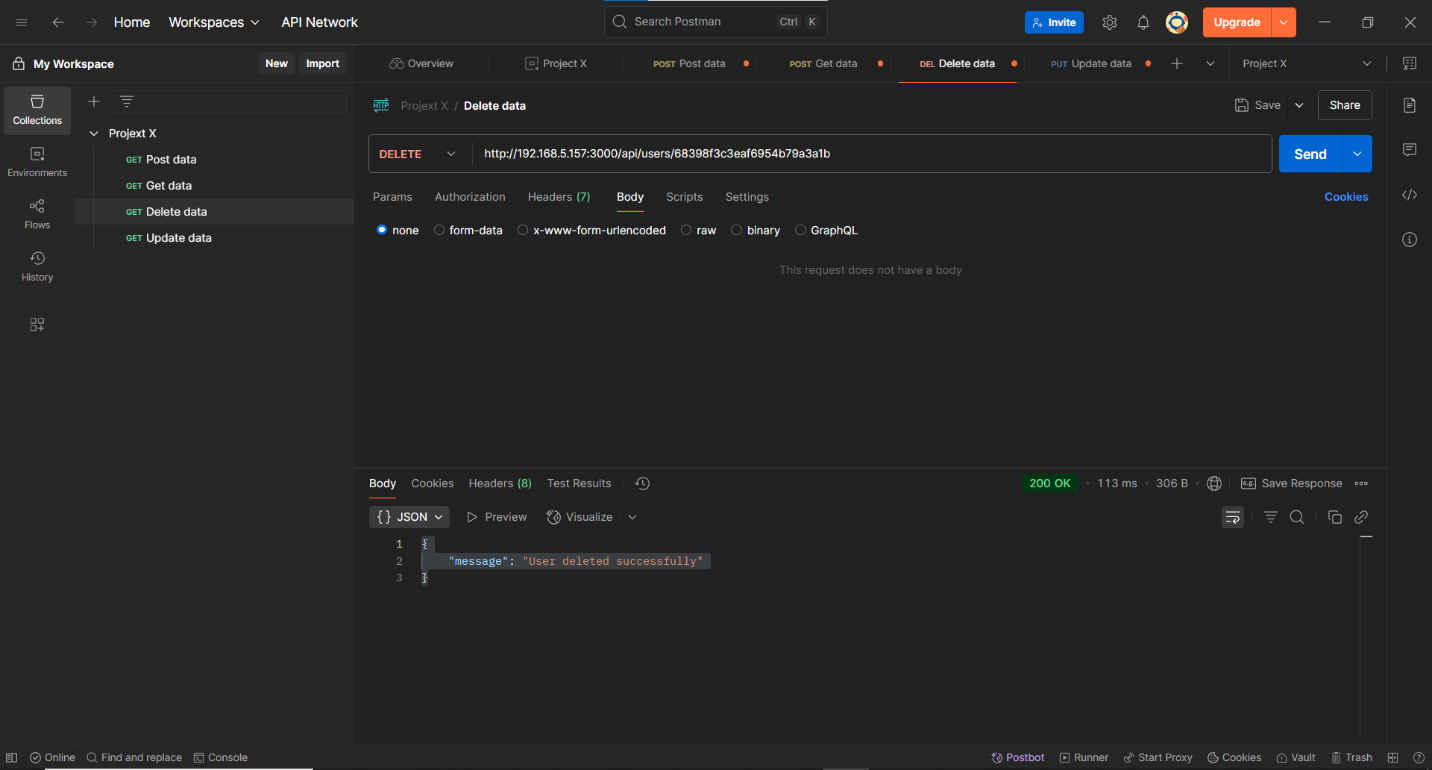 Home Workspaces API Network Search Postman Ctrl K Invite Upgrade
My Workspace New Import Overview Project X POST Post data POST Get data DEL Delete data PUT Update data Project X
Collections
Environments
Flows
History
Projext X
GET Post data
GET Get data
GET Delete data
GET Update data
HTTP Projext X / Delete data Save Share
DELETE http://192.168.5.157:3000/api/users/68398f3c3eaf6954b79a3a1b Send
Params Authorization Headers (7) Body Scripts Settings Cookies
none form-data x-www-form-urlencoded raw binary GraphQL
This request does not have a body
Body Cookies Headers (8) Test Results 200 OK • 113 ms • 306 B • e.g. Save Response
{} JSON Preview Visualize
1 {
2 "message": "User deleted successfully"
3 }
Online Find and replace Console Postbot Runner Start Proxy Cookies Vault Trash